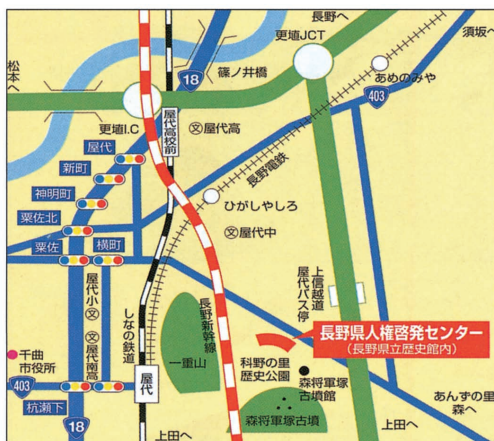 長野へ
更埴JCT
須坂へ
松本へ
18
篠ノ井橋
あめのみや
403
更埴I.C
屋代高校前
文 屋代高
屋代
新町
長野電鉄
神明町
ひがしやしろ
粟佐北
文 屋代中
粟佐
横町
屋代小 文
文 屋代南高
しなの鉄道
長野新幹線
上信越道
屋代バス停
長野県人権啓発センター
(長野県立歴史館内)
一重山
科野の里
歴史公園
森将軍塚
古墳館
千曲
市役所
403
屋代
あんずの里
森へ
杭瀬下
森将軍塚古墳
18
上田へ
上田へ